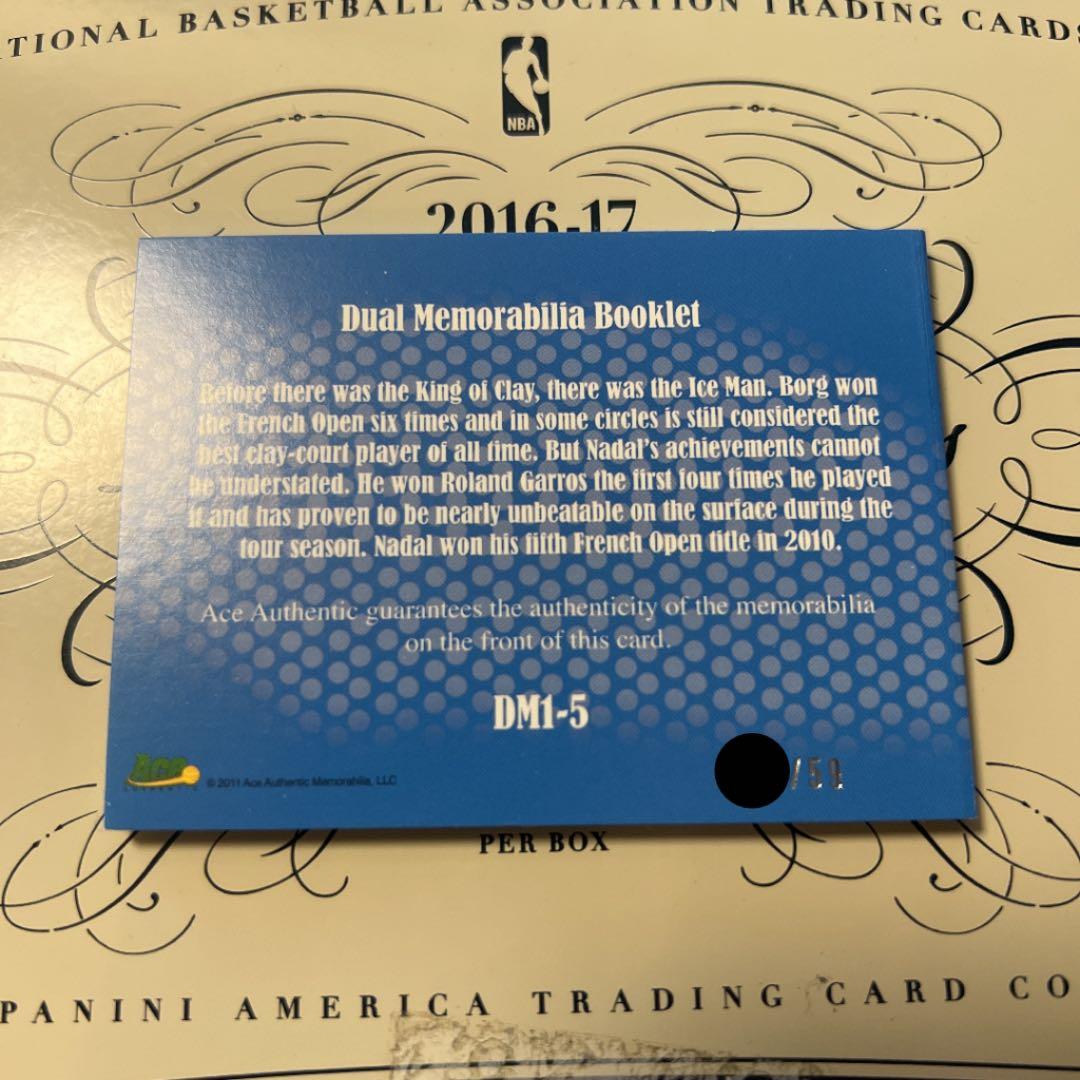 TIONAL BASKETBALL ASSOCIATION TRADING CARDS
NBA
2016-17
Dual Memorabilia Booklet
Before there was the King of Clay, there was the Ice Man. Borg won
the French Open six times and in some circles is still considered the
best clay-court player of all time. But Nadal's achievements cannot
be understated. He won Roland Garros the first four times he played
it and has proven to be nearly unbeatable on the surface during the
tour season. Nadal won his fifth French Open title in 2010.
Ace Authentic guarantees the authenticity of the memorabilia
on the front of this card.
DM1-5
Ace
© 2011 Ace Authentic Memorabilia, LLC
PER BOX
PANINI AMERICA TRADING CARD CO